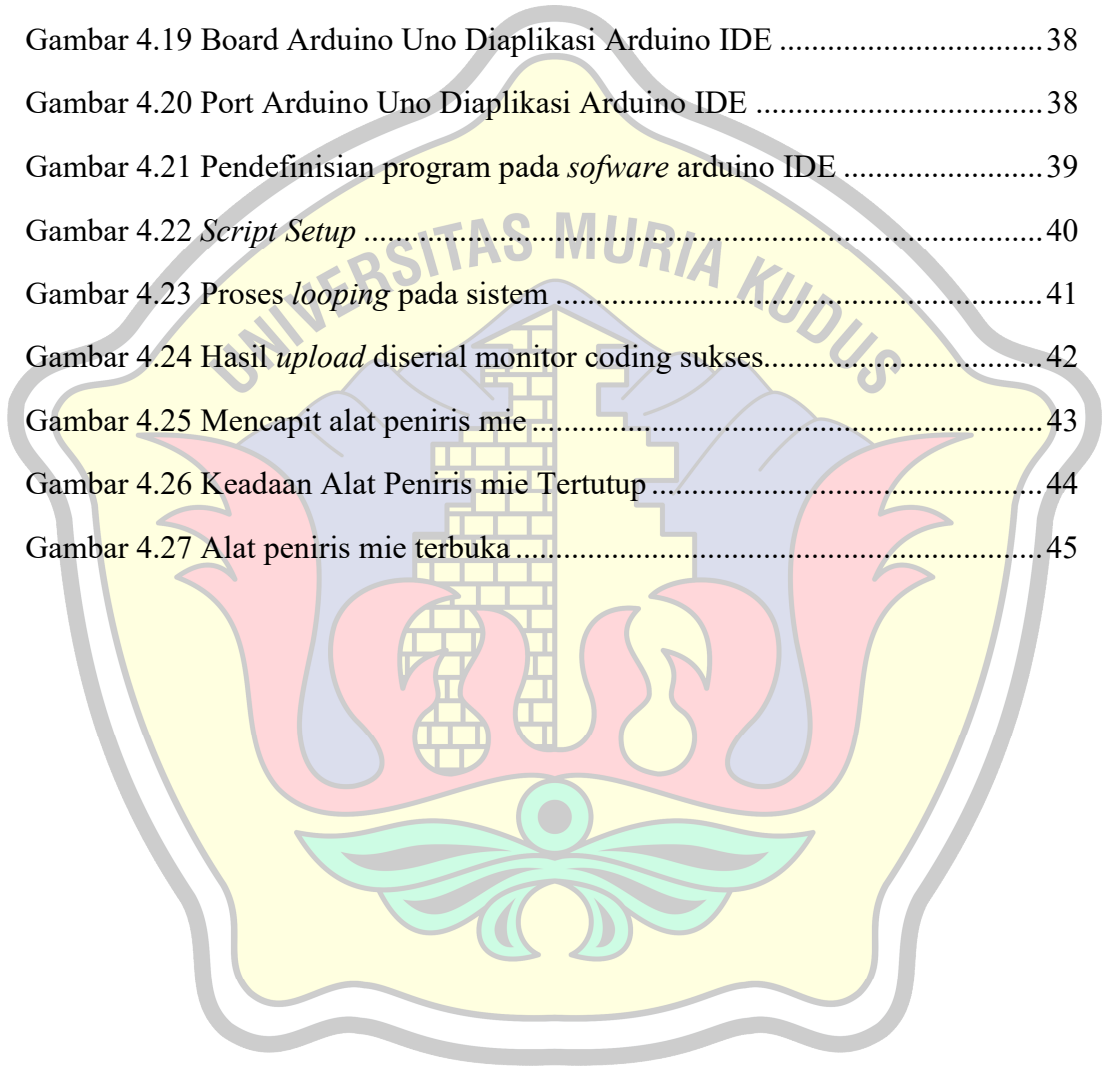 Gambar 4.19 Board Arduino Uno Diaplikasi Arduino IDE ................................. 38
Gambar 4.20 Port Arduino Uno Diaplikasi Arduino IDE .................................... 38
Gambar 4.21 Pendefinisian program pada sofware arduino IDE ......................... 39
Gambar 4.22 Script Setup ..................................................................................... 40
Gambar 4.23 Proses looping pada sistem ............................................................. 41
Gambar 4.24 Hasil upload diserial monitor coding sukses................................... 42
Gambar 4.25 Mencapit alat peniris mie ................................................................ 43
Gambar 4.26 Keadaan Alat Peniris mie Tertutup ................................................. 44
Gambar 4.27 Alat peniris mie terbuka .................................................................. 45
UNIVERSITAS MURIA KUDUS